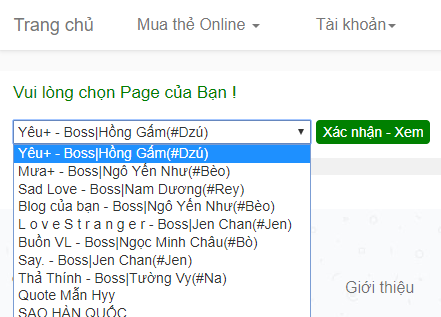 Trang chủ
Mua thẻ Online
Tài khoản
Vui lòng chọn Page của Bạn !
Yêu+ - Boss|Hồng Gấm(#Dzú)
Xác nhận - Xem
Yêu+ - Boss|Hồng Gấm(#Dzú)
Mưa+ - Boss|Ngô Yến Như(#Bèo)
Sad Love - Boss|Nam Dương(#Rey)
Blog của bạn - Boss|Ngô Yến Như(#Bèo)
L o v e S t r a n g e r - Boss|Jen Chan(#Jen)
Buồn VL - Boss|Ngọc Minh Châu(#Bò)
Say. - Boss|Jen Chan(#Jen)
Thả Thính - Boss|Tường Vy(#Na)
Quote Mẫn Hyy
SAO HÀN QUỐC
Giới thiệu